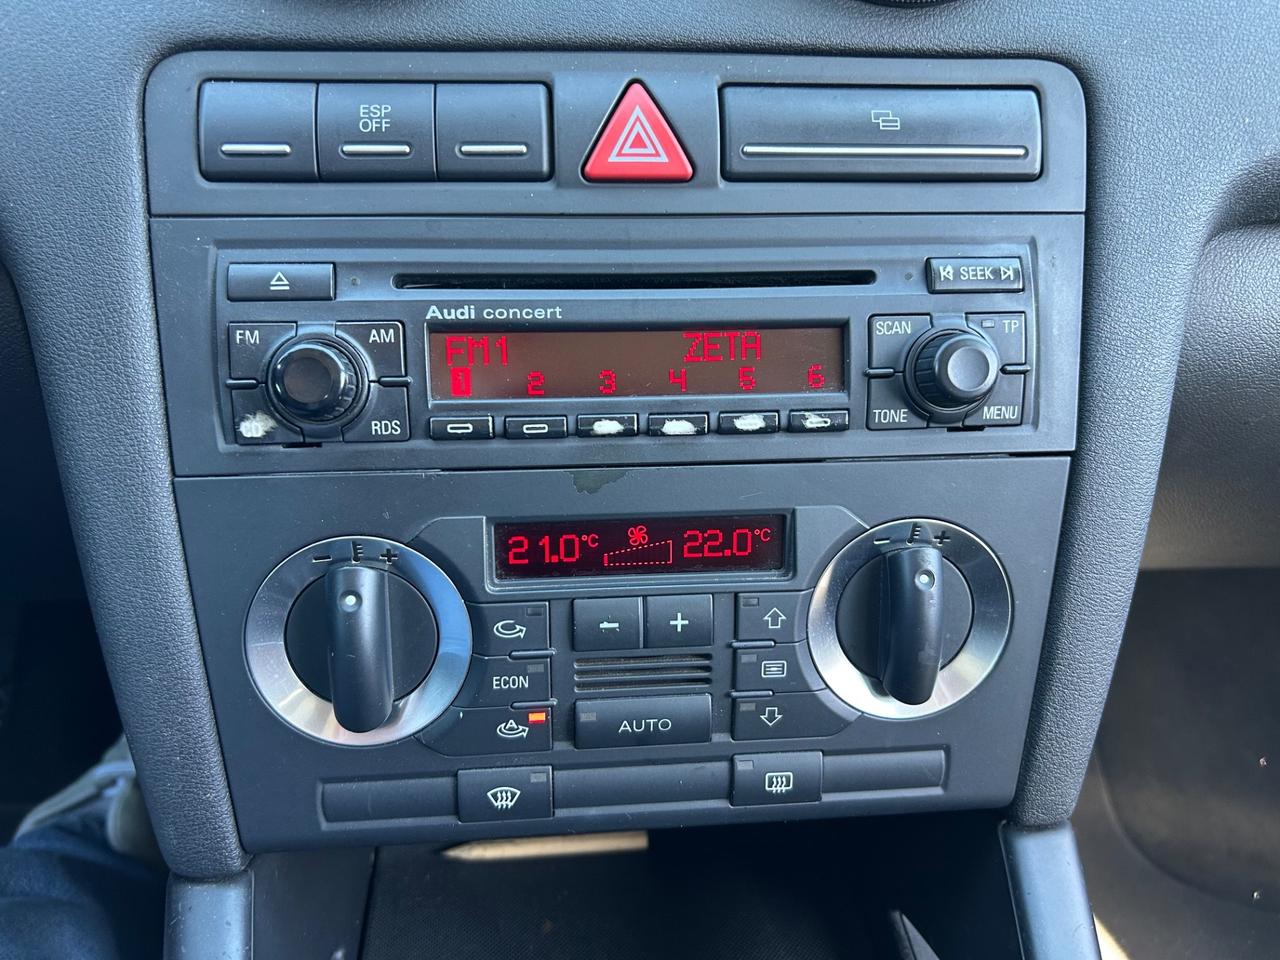 ESP
OFF
SEEK
Audi concert
FM
AM
CD
RDS
FM1 ZETA
1 2 3 4 5 6
SCAN
TP
TONE
MENU
21.0°C
22.0°C
- +
- +
- +
ECON
A
AUTO